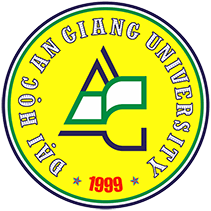 ĐẠI HỌC AN GIANG UNIVERSITY
1999